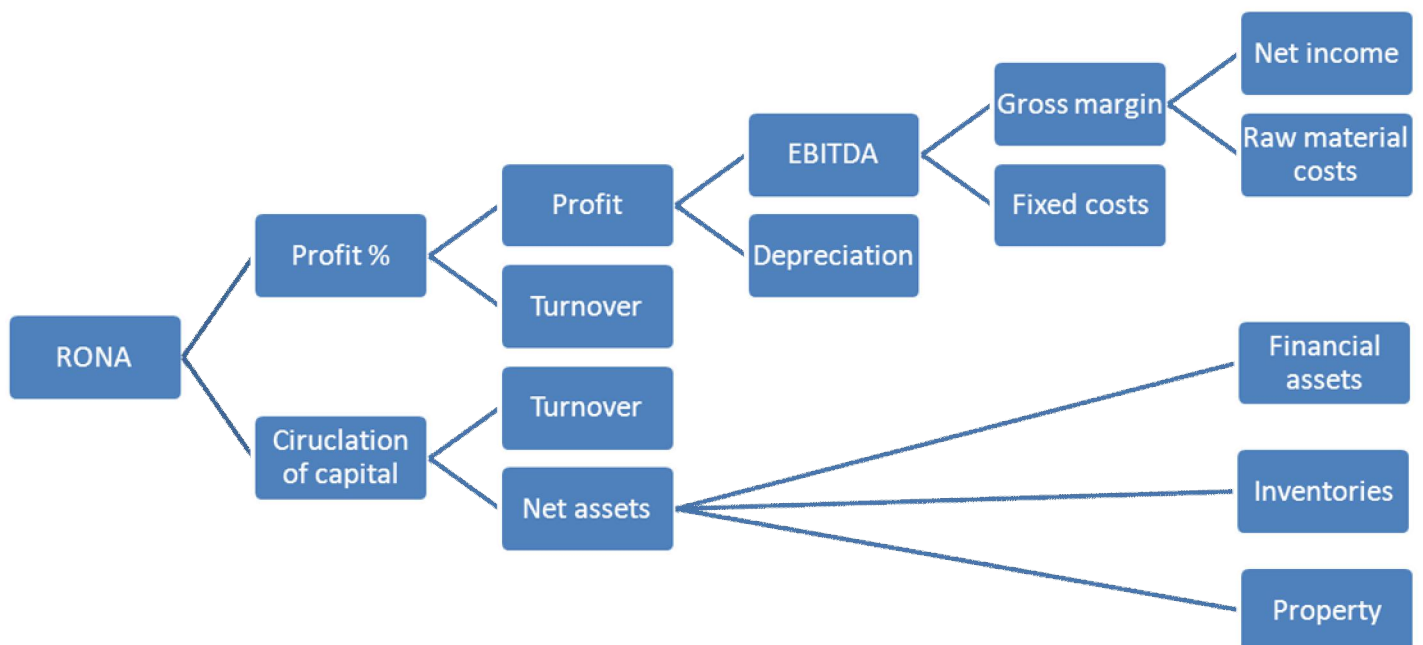 Net income
Gross margin
Raw material
costs
EBITDA
Fixed costs
Profit
Depreciation
Profit %
Turnover
RONA
Turnover
Ciruclation
of capital
Net assets
Financial
assets
Inventories
Property